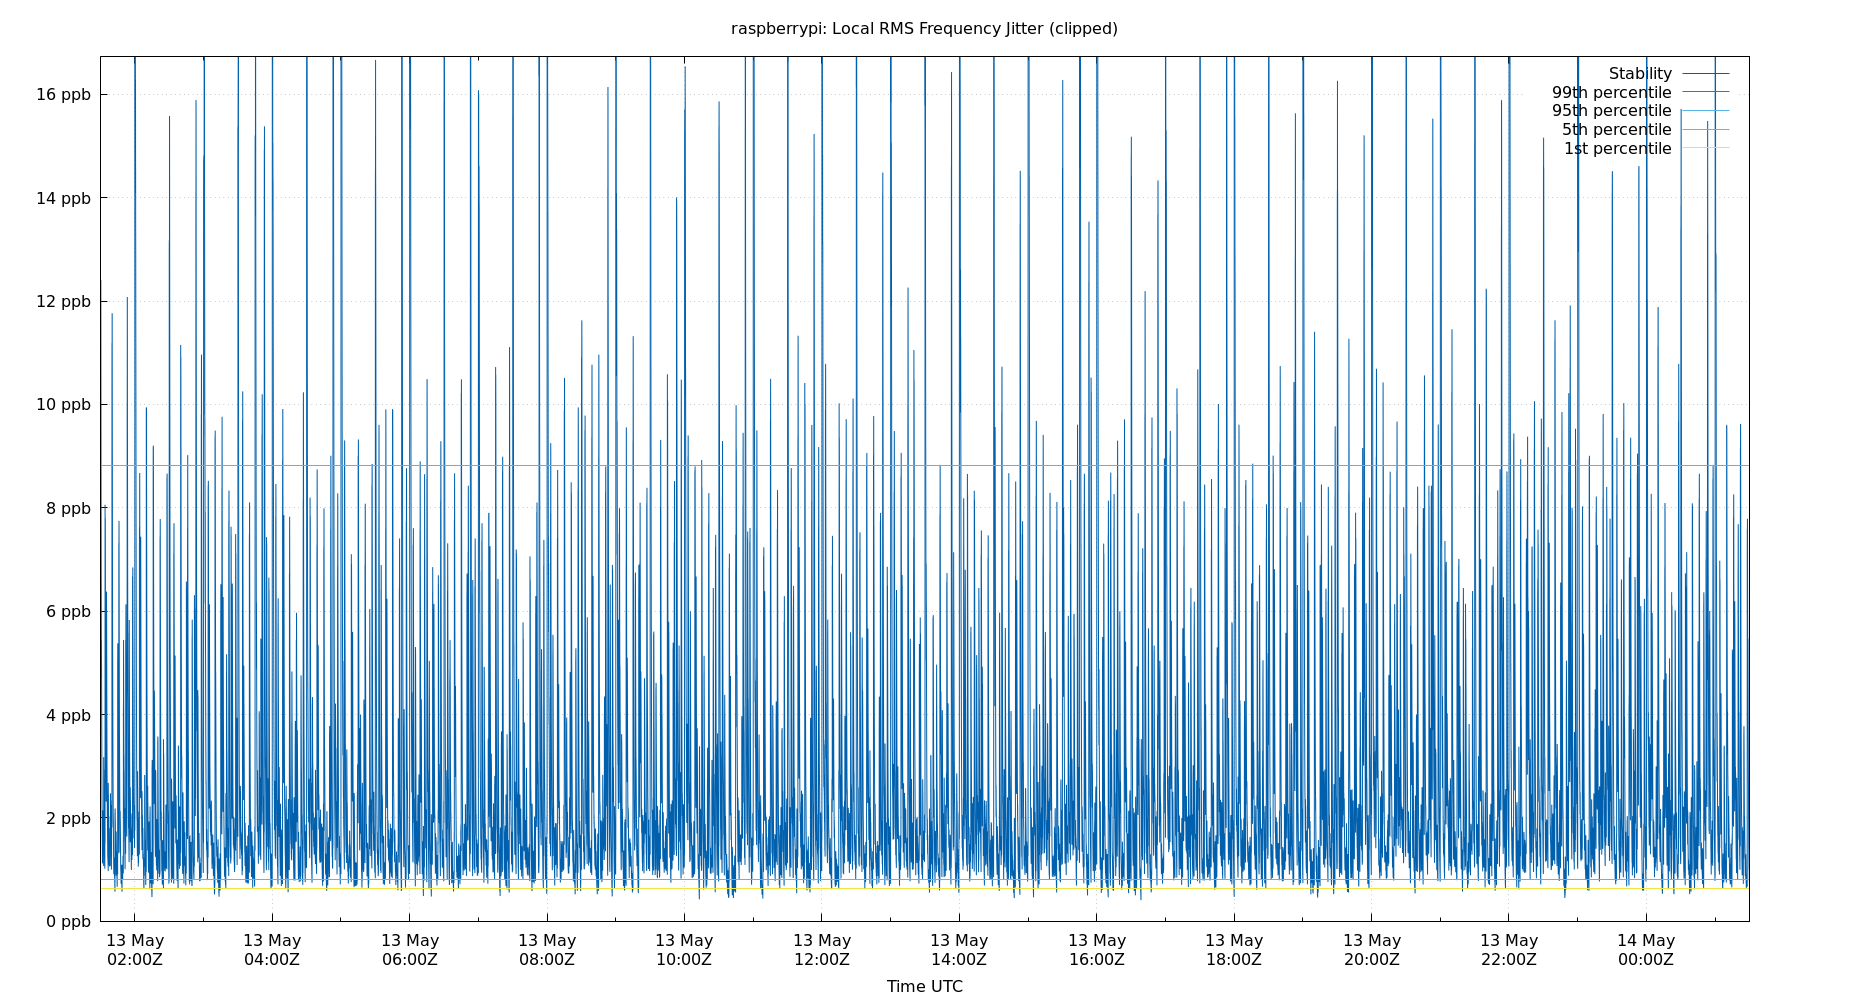 raspberrypi: Local RMS Frequency Jitter (clipped)
Stability
99th percentile
95th percentile
5th percentile
1st percentile
16 ppb
14 ppb
12 ppb
10 ppb
8 ppb
6 ppb
4 ppb
2 ppb
0 ppb
13 May 13 May 13 May 13 May 13 May 13 May 13 May 13 May 13 May 13 May 13 May 14 May
02:00Z 04:00Z 06:00Z 08:00Z 10:00Z 12:00Z 14:00Z 16:00Z 18:00Z 20:00Z 22:00Z 00:00Z
Time UTC